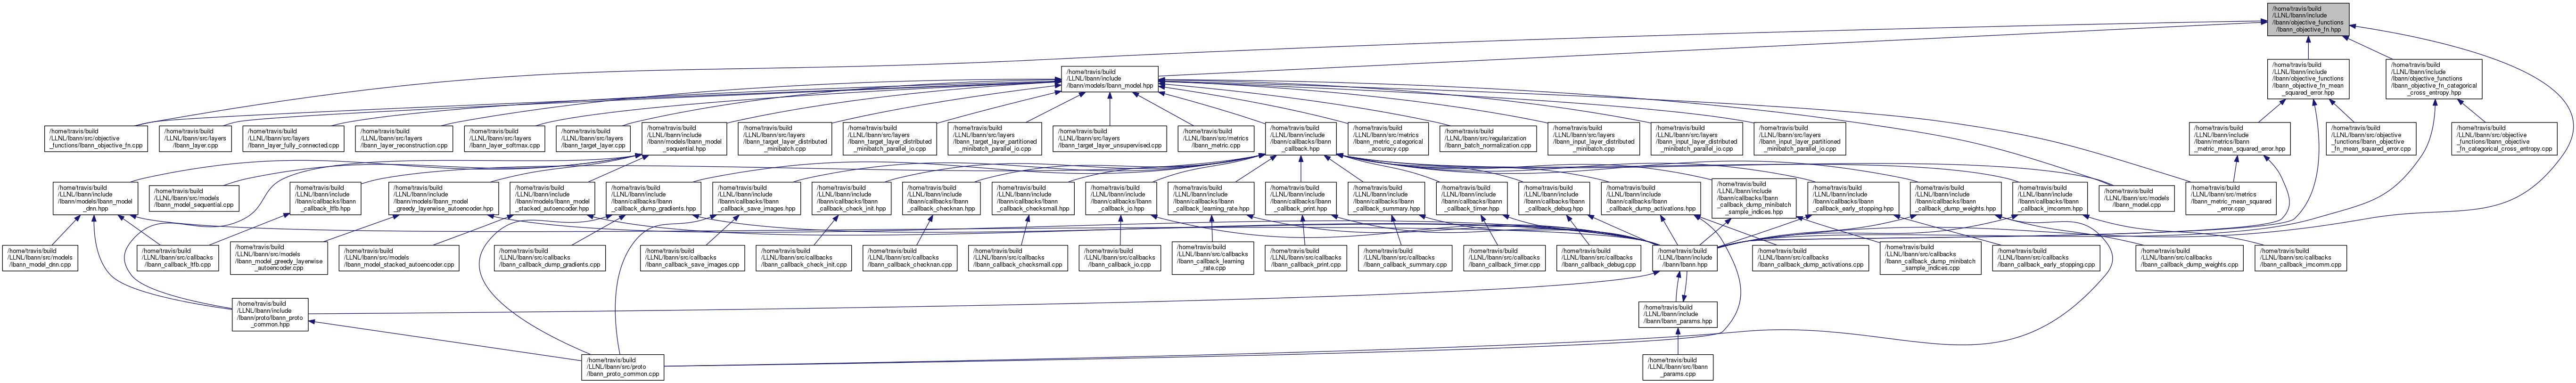 /home/travis/build
/LLNL/lbann/include
/lbann/objective_functions
/lbann_objective_fn.hpp
/home/travis/build
/LLNL/lbann/include
/lbann/models/lbann_model.hpp
/home/travis/build
/LLNL/lbann/include
/lbann/objective_functions
/lbann_objective_fn_mean
_squared_error.hpp
/home/travis/build
/LLNL/lbann/include
/lbann/objective_functions
/lbann_objective_fn_categorical
_cross_entropy.hpp
/home/travis/build
/LLNL/lbann/src/objective
_functions/lbann_objective_fn.cpp
/home/travis/build
/LLNL/lbann/src/layers
/lbann_layer.cpp
/home/travis/build
/LLNL/lbann/src/layers
/lbann_layer_fully_connected.cpp
/home/travis/build
/LLNL/lbann/src/layers
/lbann_layer_reconstruction.cpp
/home/travis/build
/LLNL/lbann/src/layers
/lbann_layer_softmax.cpp
/home/travis/build
/LLNL/lbann/src/layers
/lbann_target_layer.cpp
/home/travis/build
/LLNL/lbann/include
/lbann/models/lbann_model
_sequential.hpp
/home/travis/build
/LLNL/lbann/src/layers
/lbann_target_layer_distributed
_minibatch.cpp
/home/travis/build
/LLNL/lbann/src/layers
/lbann_target_layer_distributed
_minibatch_parallel_io.cpp
/home/travis/build
/LLNL/lbann/src/layers
/lbann_target_layer_partitioned
_minibatch_parallel_io.cpp
/home/travis/build
/LLNL/lbann/src/layers
/lbann_target_layer_unsupervised.cpp
/home/travis/build
/LLNL/lbann/src/metrics
/lbann_metric.cpp
/home/travis/build
/LLNL/lbann/include
/lbann/callbacks/lbann
_callback.hpp
/home/travis/build
/LLNL/lbann/src/metrics
/lbann_metric_categorical
_accuracy.cpp
/home/travis/build
/LLNL/lbann/src/regularization
/lbann_batch_normalization.cpp
/home/travis/build
/LLNL/lbann/src/layers
/lbann_input_layer_distributed
_minibatch.cpp
/home/travis/build
/LLNL/lbann/src/layers
/lbann_input_layer_distributed
_minibatch_parallel_io.cpp
/home/travis/build
/LLNL/lbann/src/layers
/lbann_input_layer_partitioned
_minibatch_parallel_io.cpp
/home/travis/build
/LLNL/lbann/include
/lbann/metrics/lbann
_metric_mean_squared_error.hpp
/home/travis/build
/LLNL/lbann/src/objective
_functions/lbann_objective
_fn_mean_squared_error.cpp
/home/travis/build
/LLNL/lbann/src/objective
_functions/lbann_objective
_fn_categorical_cross_entropy.cpp
/home/travis/build
/LLNL/lbann/include
/lbann/models/lbann_model
_dnn.hpp
/home/travis/build
/LLNL/lbann/src/models
/lbann_model_sequential.cpp
/home/travis/build
/LLNL/lbann/include
/lbann/callbacks/lbann
_callback_ltfb.hpp
/home/travis/build
/LLNL/lbann/include
/lbann/models/lbann_model
_greedy_layerwise_autoencoder.hpp
/home/travis/build
/LLNL/lbann/include
/lbann/models/lbann_model
_stacked_autoencoder.hpp
/home/travis/build
/LLNL/lbann/include
/lbann/callbacks/lbann
_callback_dump_gradients.hpp
/home/travis/build
/LLNL/lbann/include
/lbann/callbacks/lbann
_callback_save_images.hpp
/home/travis/build
/LLNL/lbann/include
/lbann/callbacks/lbann
_callback_check_init.hpp
/home/travis/build
/LLNL/lbann/include
/lbann/callbacks/lbann
_callback_checknan.hpp
/home/travis/build
/LLNL/lbann/include
/lbann/callbacks/lbann
_callback_checksmall.hpp
/home/travis/build
/LLNL/lbann/include
/lbann/callbacks/lbann
_callback_io.hpp
/home/travis/build
/LLNL/lbann/include
/lbann/callbacks/lbann
_callback_learning_rate.hpp
/home/travis/build
/LLNL/lbann/include
/lbann/callbacks/lbann
_callback_print.hpp
/home/travis/build
/LLNL/lbann/include
/lbann/callbacks/lbann
_callback_summary.hpp
/home/travis/build
/LLNL/lbann/include
/lbann/callbacks/lbann
_callback_timer.hpp
/home/travis/build
/LLNL/lbann/include
/lbann/callbacks/lbann
_callback_debug.hpp
/home/travis/build
/LLNL/lbann/include
/lbann/callbacks/lbann
_callback_dump_activations.hpp
/home/travis/build
/LLNL/lbann/include
/lbann/callbacks/lbann
_callback_dump_minibatch
_sample_indices.hpp
/home/travis/build
/LLNL/lbann/include
/lbann/callbacks/lbann
_callback_early_stopping.hpp
/home/travis/build
/LLNL/lbann/include
/lbann/callbacks/lbann
_callback_dump_weights.hpp
/home/travis/build
/LLNL/lbann/include
/lbann/callbacks/lbann
_callback_imcomm.hpp
/home/travis/build
/LLNL/lbann/src/models
/lbann_model.cpp
/home/travis/build
/LLNL/lbann/src/metrics
/lbann_metric_mean_squared
_error.cpp
/home/travis/build
/LLNL/lbann/src/models
/lbann_model_dnn.cpp
/home/travis/build
/LLNL/lbann/src/callbacks
/lbann_callback_ltfb.cpp
/home/travis/build
/LLNL/lbann/src/models
/lbann_model_greedy_layerwise
_autoencoder.cpp
/home/travis/build
/LLNL/lbann/src/models
/lbann_model_stacked_autoencoder.cpp
/home/travis/build
/LLNL/lbann/src/callbacks
/lbann_callback_dump_gradients.cpp
/home/travis/build
/LLNL/lbann/src/callbacks
/lbann_callback_save_images.cpp
/home/travis/build
/LLNL/lbann/src/callbacks
/lbann_callback_check_init.cpp
/home/travis/build
/LLNL/lbann/src/callbacks
/lbann_callback_checknan.cpp
/home/travis/build
/LLNL/lbann/src/callbacks
/lbann_callback_checksmall.cpp
/home/travis/build
/LLNL/lbann/src/callbacks
/lbann_callback_io.cpp
/home/travis/build
/LLNL/lbann/src/callbacks
/lbann_callback_learning
_rate.cpp
/home/travis/build
/LLNL/lbann/src/callbacks
/lbann_callback_print.cpp
/home/travis/build
/LLNL/lbann/src/callbacks
/lbann_callback_summary.cpp
/home/travis/build
/LLNL/lbann/src/callbacks
/lbann_callback_timer.cpp
/home/travis/build
/LLNL/lbann/src/callbacks
/lbann_callback_debug.cpp
/home/travis/build
/LLNL/lbann/include
/lbann/lbann.hpp
/home/travis/build
/LLNL/lbann/src/callbacks
/lbann_callback_dump_activations.cpp
/home/travis/build
/LLNL/lbann/src/callbacks
/lbann_callback_dump_minibatch
_sample_indices.cpp
/home/travis/build
/LLNL/lbann/src/callbacks
/lbann_callback_early_stopping.cpp
/home/travis/build
/LLNL/lbann/src/callbacks
/lbann_callback_dump_weights.cpp
/home/travis/build
/LLNL/lbann/src/callbacks
/lbann_callback_imcomm.cpp
/home/travis/build
/LLNL/lbann/include
/lbann/proto/lbann_proto
_common.hpp
/home/travis/build
/LLNL/lbann/include
/lbann/lbann_params.hpp
/home/travis/build
/LLNL/lbann/src/proto
/lbann_proto_common.cpp
/home/travis/build
/LLNL/lbann/src/lbann
_params.cpp